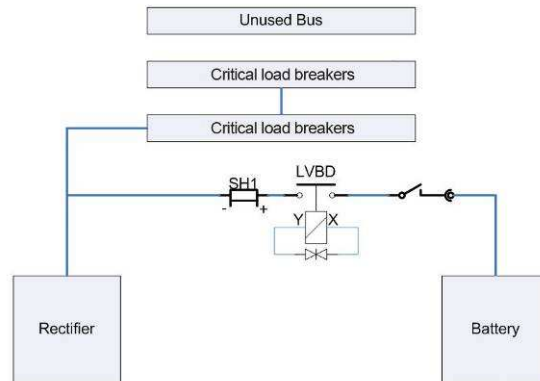 Unused Bus
Critical load breakers
Critical load breakers
LVBD
SH1
- +
Y X
Rectifier
Battery